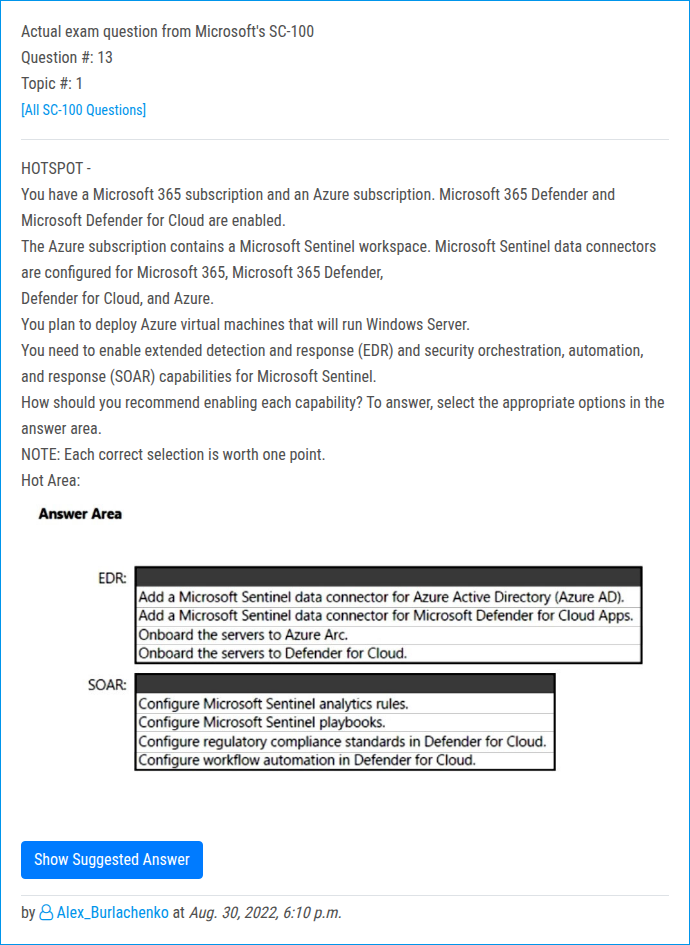 Actual exam question from Microsoft's SC-100
Question #: 13
Topic #: 1
[All SC-100 Questions]
HOTSPOT -
You have a Microsoft 365 subscription and an Azure subscription. Microsoft 365 Defender and
Microsoft Defender for Cloud are enabled.
The Azure subscription contains a Microsoft Sentinel workspace. Microsoft Sentinel data connectors
are configured for Microsoft 365, Microsoft 365 Defender,
Defender for Cloud, and Azure.
You plan to deploy Azure virtual machines that will run Windows Server.
You need to enable extended detection and response (EDR) and security orchestration, automation,
and response (SOAR) capabilities for Microsoft Sentinel.
How should you recommend enabling each capability? To answer, select the appropriate options in the
answer area.
NOTE: Each correct selection is worth one point.
Hot Area:
Answer Area
EDR:
Add a Microsoft Sentinel data connector for Azure Active Directory (Azure AD).
Add a Microsoft Sentinel data connector for Microsoft Defender for Cloud Apps.
Onboard the servers to Azure Arc.
Onboard the servers to Defender for Cloud.
SOAR:
Configure Microsoft Sentinel analytics rules.
Configure Microsoft Sentinel playbooks.
Configure regulatory compliance standards in Defender for Cloud.
Configure workflow automation in Defender for Cloud.
Show Suggested Answer
by Alex_Burlachenko at Aug. 30, 2022, 6:10 p.m.